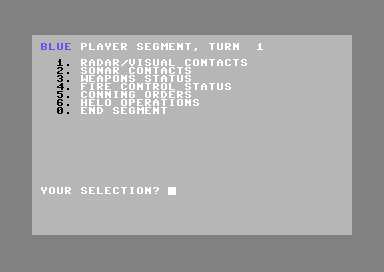 BLUE PLAYER SEGMENT, TURN  1
1. RADAR/VISUAL CONTACTS
2. SONAR CONTACTS
3. WEAPONS STATUS
4. FIRE CONTROL STATUS
5. CONNING ORDERS
6. HELO OPERATIONS
0. END SEGMENT
YOUR SELECTION?